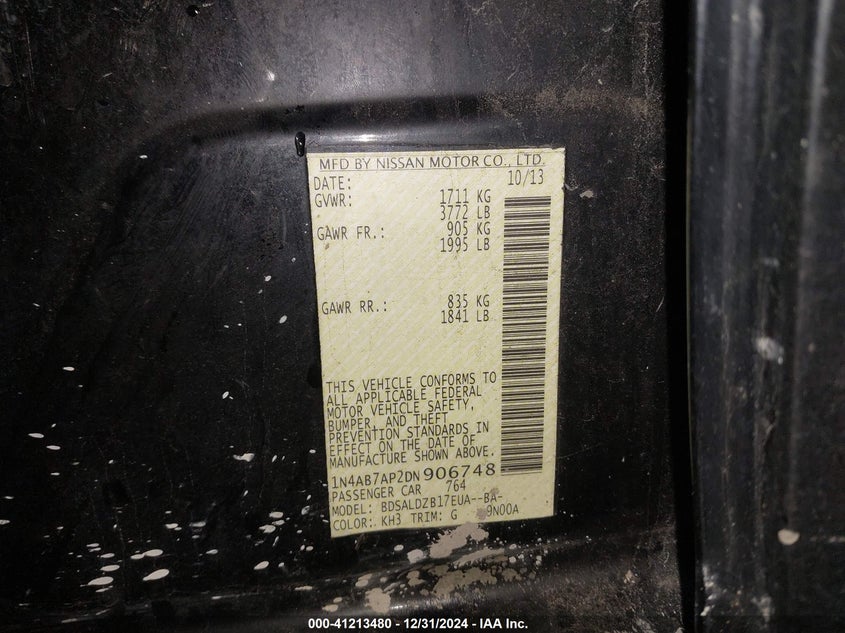 MFD BY NISSAN MOTOR CO., LTD.
DATE: 10/13
GVWR: 1711 KG
3772 LB
GAWR FR.: 905 KG
1995 LB
GAWR RR.: 835 KG
1841 LB
THIS VEHICLE CONFORMS TO
ALL APPLICABLE FEDERAL
MOTOR VEHICLE SAFETY,
BUMPER, AND THEFT
PREVENTION STANDARDS IN
EFFECT ON THE DATE OF
MANUFACTURE SHOWN ABOVE.
1N4AB7AP2DN906748
PASSENGER CAR 764
MODEL: BDSALDZB17EUA--BA-
COLOR: KH3 TRIM: G 9N00A
000-41213480 - 12/31/2024 - IAA Inc.